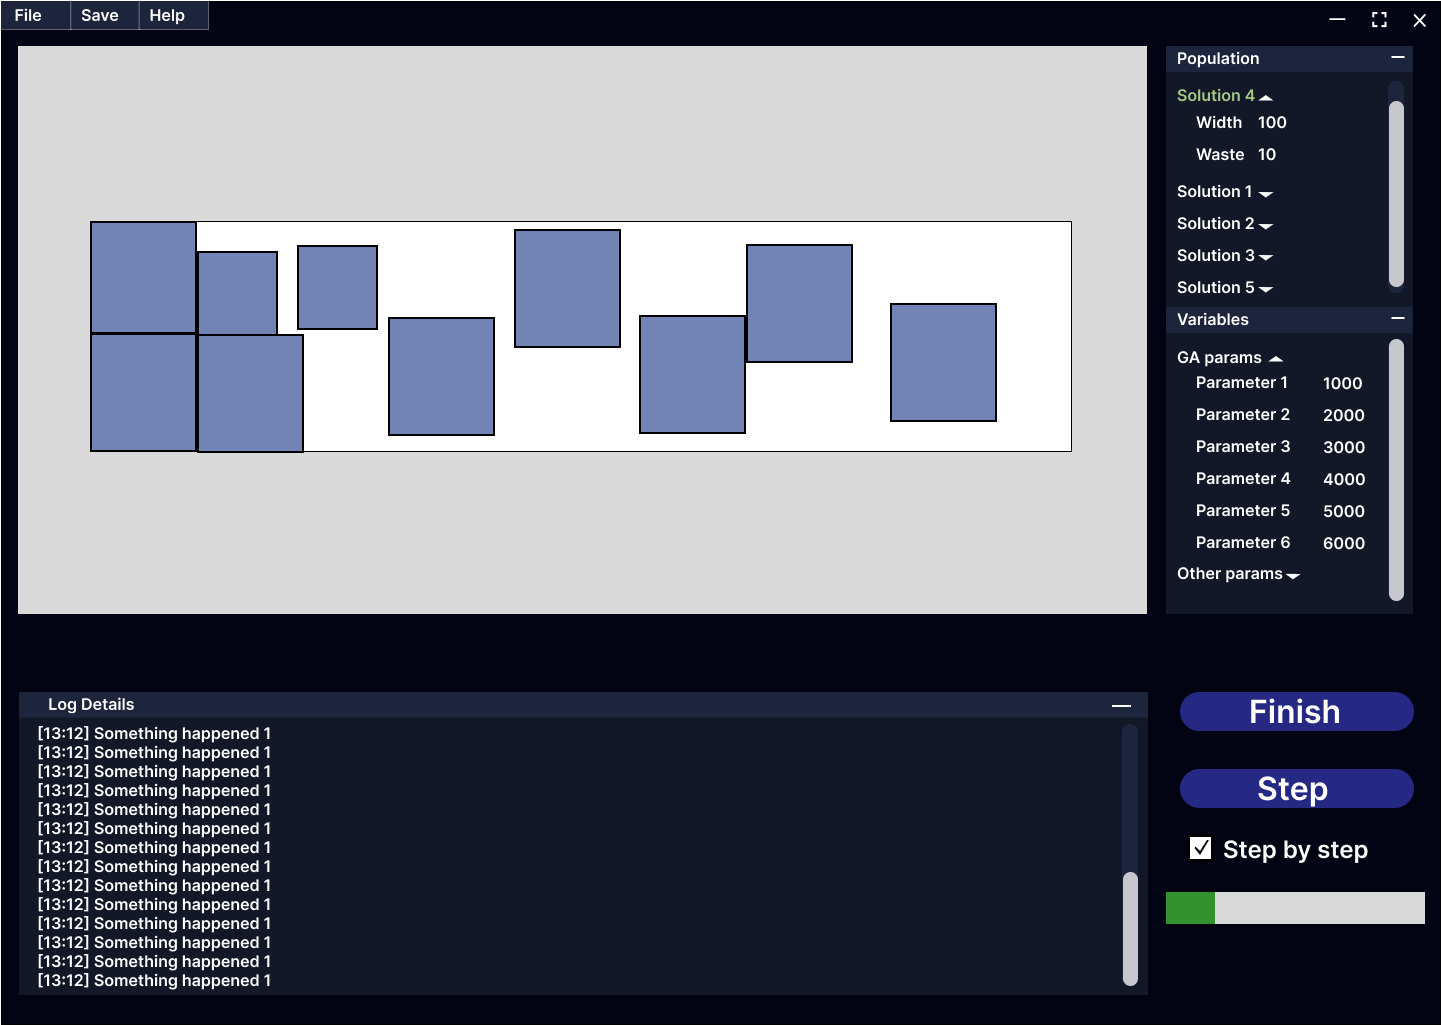 File Save Help
Population
Solution 4
Width 100
Waste 10
Solution 1
Solution 2
Solution 3
Solution 5
Variables
GA params
Parameter 1 1000
Parameter 2 2000
Parameter 3 3000
Parameter 4 4000
Parameter 5 5000
Parameter 6 6000
Other params
Log Details
[13:12] Something happened 1
[13:12] Something happened 1
[13:12] Something happened 1
[13:12] Something happened 1
[13:12] Something happened 1
[13:12] Something happened 1
[13:12] Something happened 1
[13:12] Something happened 1
[13:12] Something happened 1
[13:12] Something happened 1
[13:12] Something happened 1
[13:12] Something happened 1
[13:12] Something happened 1
[13:12] Something happened 1
Finish
Step
Step by step